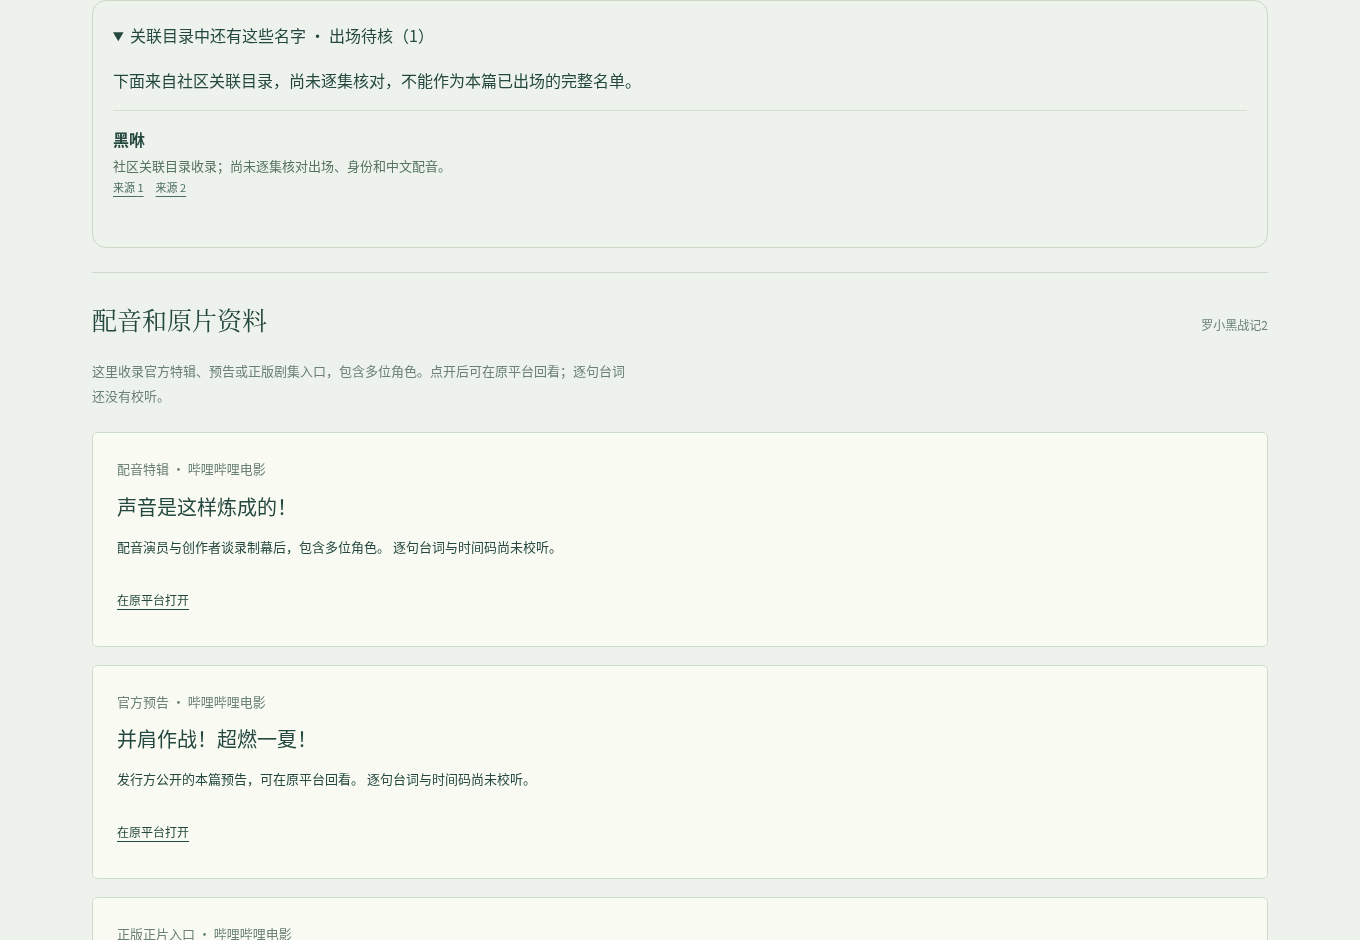 ▼ 关联目录中还有这些名字 · 出场待核（1）
下面来自社区关联目录，尚未逐集核对，不能作为本篇已出场的完整名单。
黑咻
社区关联目录收录；尚未逐集核对出场、身份和中文配音。
来源 1 来源 2
配音和原片资料
罗小黑战记2
这里收录官方特辑、预告或正版剧集入口，包含多位角色。点开后可在原平台回看；逐句台词
还没有校听。
配音特辑 · 哔哩哔哩电影
声音是这样炼成的！
配音演员与创作者谈录制幕后，包含多位角色。 逐句台词与时间码尚未校听。
在原平台打开
官方预告 · 哔哩哔哩电影
并肩作战！超燃一夏！
发行方公开的本篇预告，可在原平台回看。 逐句台词与时间码尚未校听。
在原平台打开
正版正片入口 · 哔哩哔哩电影